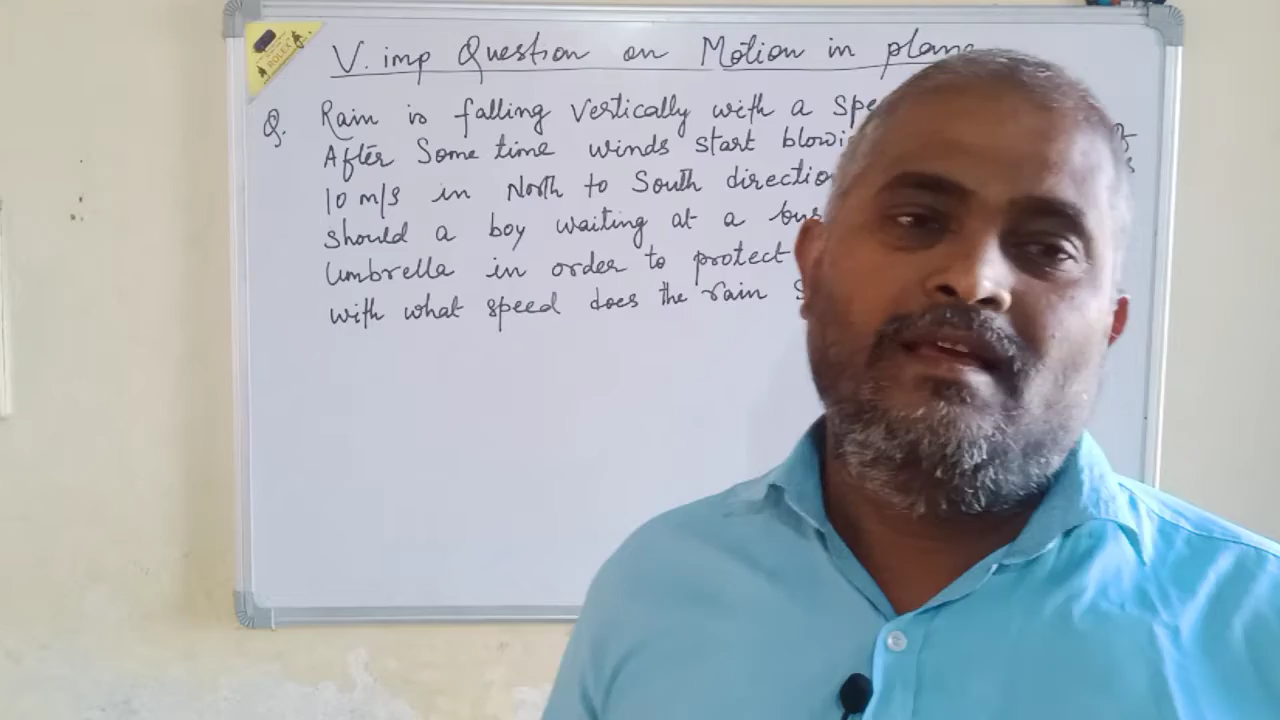 ROLEX
V. imp Question on Motion in plane
Q. Rain is falling vertically with a spe
After Some time winds start blowi
10 m/s in North to South directio
should a boy waiting at a bus
umbrella in order to protect
with what speed does the rain S